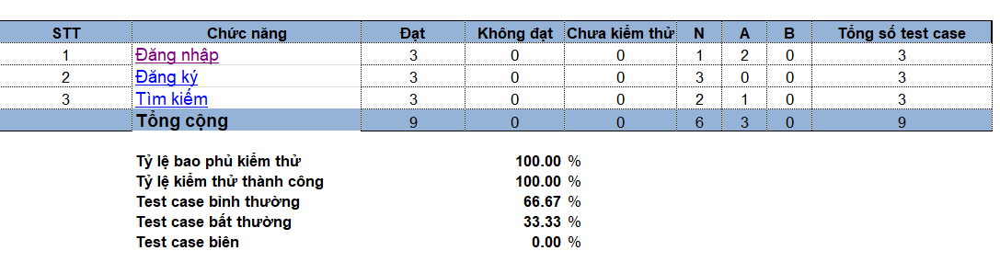 STT Chức năng Đạt Không đạt Chưa kiểm thử N A B Tổng số test case
1 Đăng nhập 3 0 0 1 2 0 3
2 Đăng ký 3 0 0 3 0 0 3
3 Tìm kiếm 3 0 0 2 1 0 3
Tổng cộng 9 0 0 6 3 0 9
Tỷ lệ bao phủ kiểm thử 100.00 %
Tỷ lệ kiểm thử thành công 100.00 %
Test case bình thường 66.67 %
Test case bất thường 33.33 %
Test case biên 0.00 %